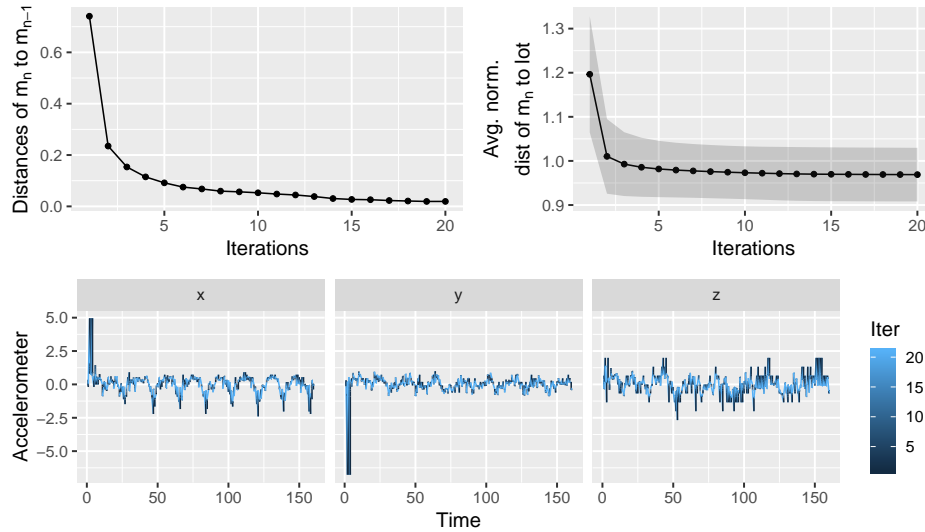 Distances of mₙ to mₙ₋₁
0.6
0.4
0.2
0.0
5 10 15 20
Iterations
Avg. norm.
dist of mₙ to lot
1.3
1.2
1.1
1.0
0.9
5 10 15 20
Iterations
x y z
Accelerometer
5.0
2.5
0.0
−2.5
−5.0
0 50 100 150 0 50 100 150 0 50 100 150
Time
Iter
20
15
10
5